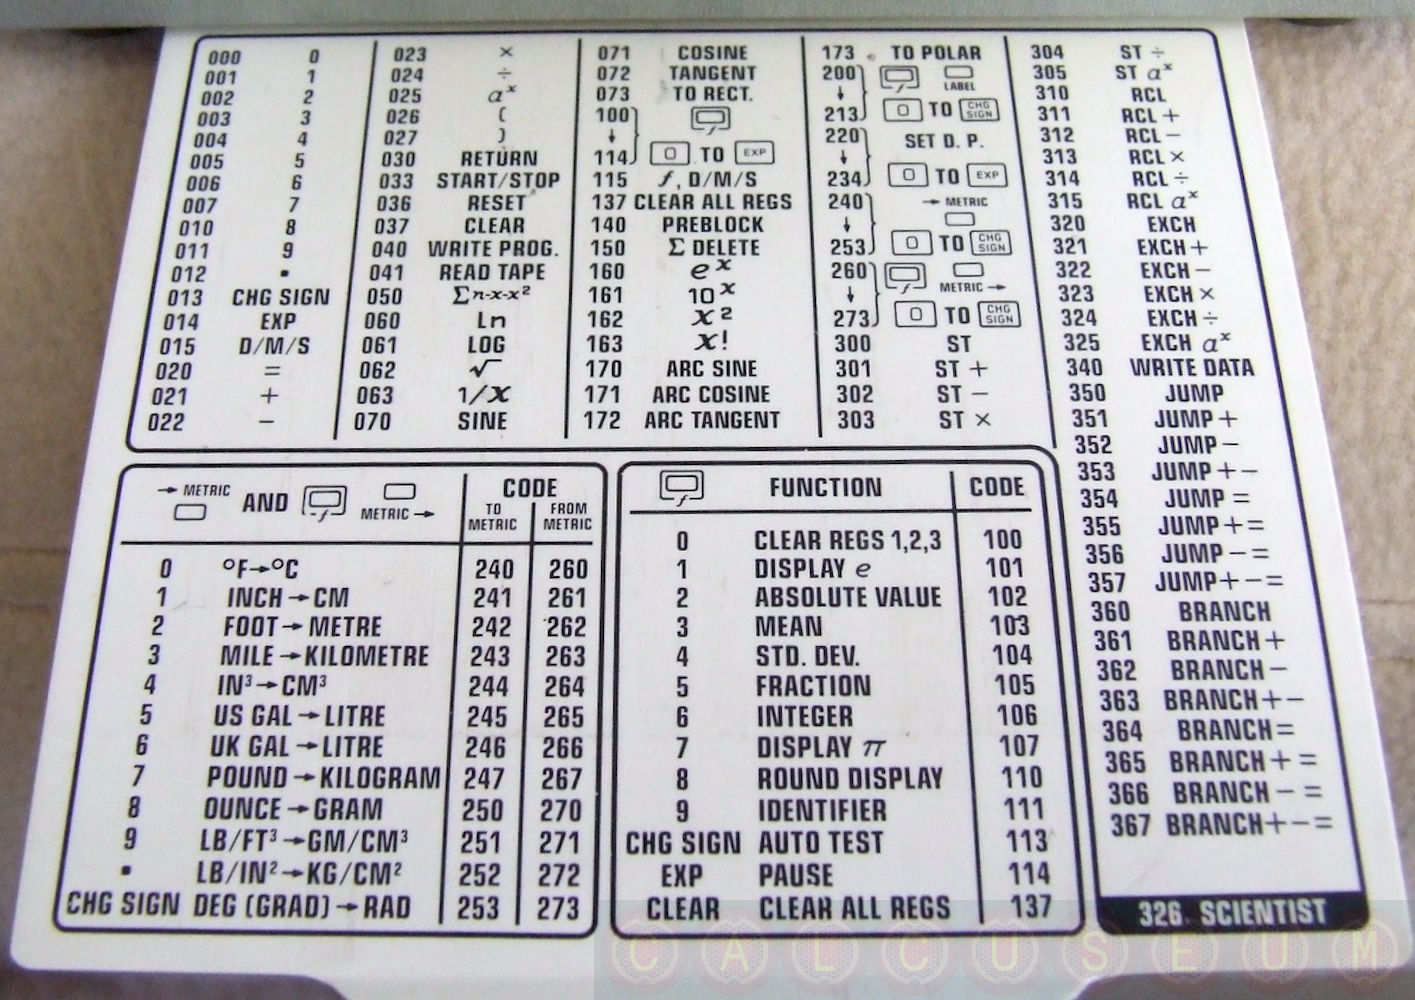 000 0
001 1
002 2
003 3
004 4
005 5
006 6
007 7
010 8
011 9
012 .
013 CHG SIGN
014 EXP
015 D/M/S
020 =
021 +
022 −
023 ×
024 ÷
025 aˣ
026 (
027 )
030 RETURN
033 START/STOP
036 RESET
037 CLEAR
040 WRITE PROG.
041 READ TAPE
050 Σn-x-x²
060 Ln
061 LOG
062 √
063 1/x
070 SINE
071 COSINE
072 TANGENT
073 TO RECT.
100 ƒ
↓
114 0 TO EXP
115 ƒ, D/M/S
137 CLEAR ALL REGS
140 PREBLOCK
150 Σ DELETE
160 eˣ
161 10ˣ
162 x²
163 x!
170 ARC SINE
171 ARC COSINE
172 ARC TANGENT
173 TO POLAR
200 ƒ LABEL
↓
213 0 TO CHG SIGN
220 SET D. P.
↓
234 0 TO EXP
240 → METRIC
↓
253 0 TO CHG SIGN
260 ƒ METRIC →
↓
273 0 TO CHG SIGN
300 ST
301 ST +
302 ST −
303 ST ×
304 ST ÷
305 ST aˣ
310 RCL
311 RCL +
312 RCL −
313 RCL ×
314 RCL ÷
315 RCL aˣ
320 EXCH
321 EXCH +
322 EXCH −
323 EXCH ×
324 EXCH ÷
325 EXCH aˣ
340 WRITE DATA
350 JUMP
351 JUMP +
352 JUMP −
353 JUMP + −
354 JUMP =
355 JUMP + =
356 JUMP − =
357 JUMP + − =
360 BRANCH
361 BRANCH +
362 BRANCH −
363 BRANCH + −
364 BRANCH =
365 BRANCH + =
366 BRANCH − =
367 BRANCH + − =
326 SCIENTIST
→ METRIC AND ƒ METRIC → CODE
TO METRIC FROM METRIC
0 °F→°C 240 260
1 INCH→CM 241 261
2 FOOT→METRE 242 262
3 MILE→KILOMETRE 243 263
4 IN³→CM³ 244 264
5 US GAL→LITRE 245 265
6 UK GAL→LITRE 246 266
7 POUND→KILOGRAM 247 267
8 OUNCE→GRAM 250 270
9 LB/FT³→GM/CM³ 251 271
. LB/IN²→KG/CM² 252 272
CHG SIGN DEG (GRAD)→RAD 253 273
ƒ FUNCTION CODE
0 CLEAR REGS 1,2,3 100
1 DISPLAY e 101
2 ABSOLUTE VALUE 102
3 MEAN 103
4 STD. DEV. 104
5 FRACTION 105
6 INTEGER 106
7 DISPLAY π 107
8 ROUND DISPLAY 110
9 IDENTIFIER 111
CHG SIGN AUTO TEST 113
EXP PAUSE 114
CLEAR CLEAR ALL REGS 137
CALCUSEUM